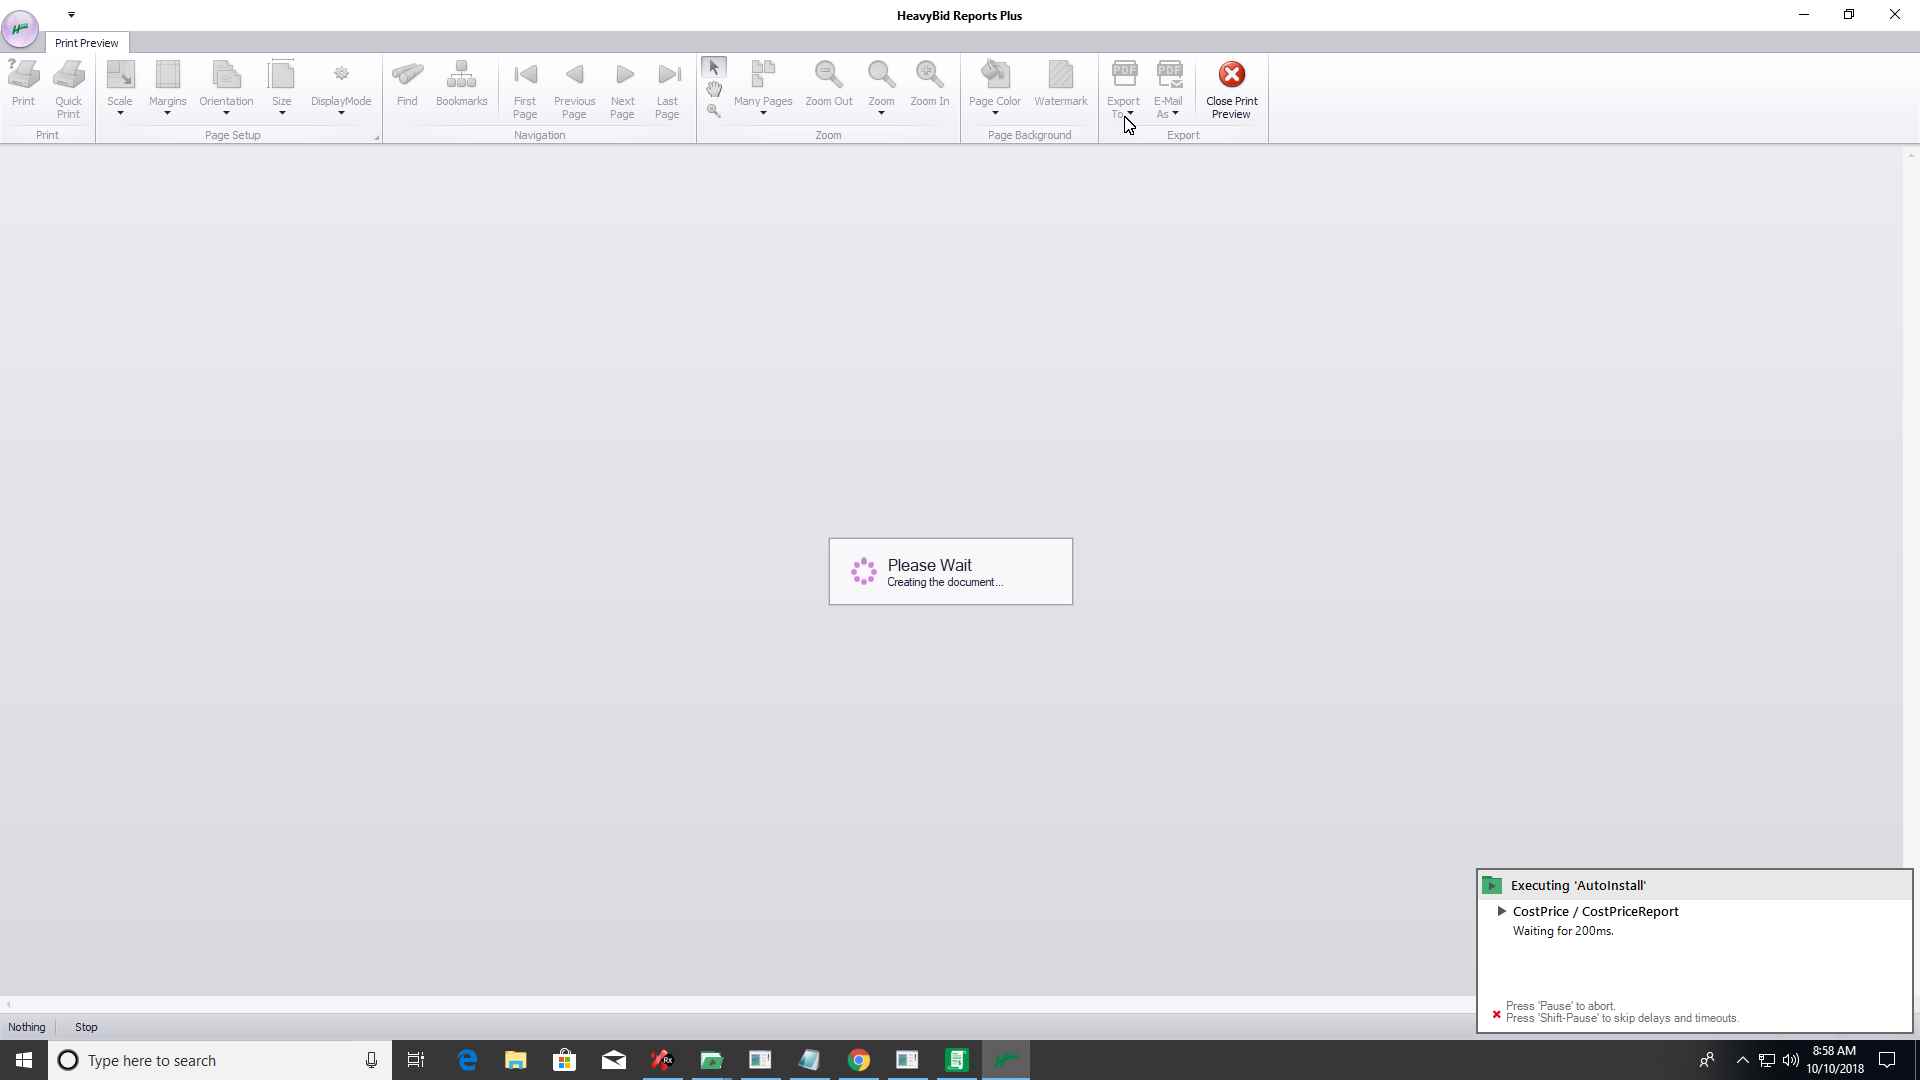 HeavyBid Reports Plus
Print Preview
Print
Quick Print
Scale
Margins
Orientation
Size
DisplayMode
Find
Bookmarks
First Page
Previous Page
Next Page
Last Page
Many Pages
Zoom Out
Zoom
Zoom In
Page Color
Watermark
PDF
Export To
PDF
E-Mail As
Close Print Preview
Print
Page Setup
Navigation
Zoom
Page Background
Export
Please Wait
Creating the document...
Executing 'AutoInstall'
CostPrice / CostPriceReport
Waiting for 200ms.
Press 'Pause' to abort.
Press 'Shift-Pause' to skip delays and timeouts.
Nothing
Stop
Type here to search
8:58 AM
10/10/2018